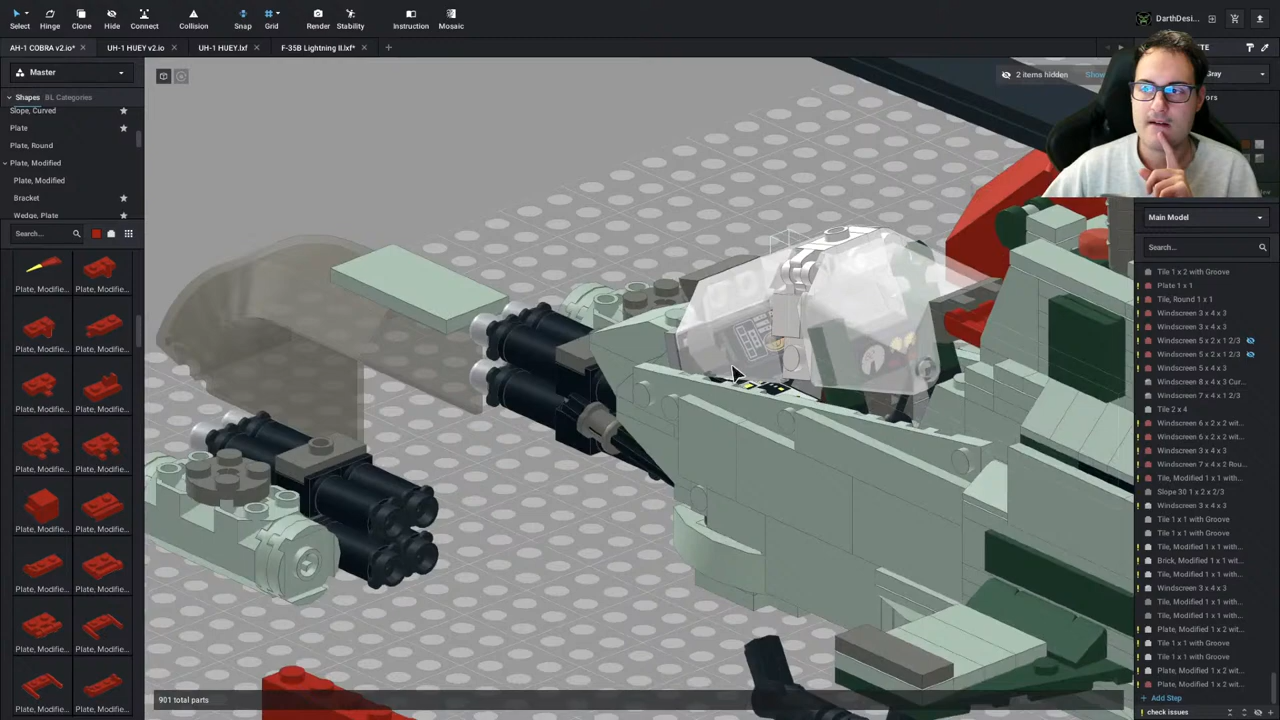 Select
Hinge
Clone
Hide
Connect
Collision
Snap
Grid
Render
Stability
Instruction
Mosaic
DarthDesi...
AH-1 COBRA v2.io*
UH-1 HUEY v2.io
UH-1 HUEY.lxf
F-35B Lightning II.lxf*
Master
2 items hidden
Show
Gray
Shapes
BL Categories
Slope, Curved
Plate
Plate, Round
Plate, Modified
Plate, Modified
Bracket
Wedge, Plate
Search...
Plate, Modifie... Plate, Modifie...
Plate, Modifie... Plate, Modifie...
Plate, Modifie... Plate, Modifie...
Plate, Modifie... Plate, Modifie...
Plate, Modifie... Plate, Modifie...
Plate, Modifie... Plate, Modifie...
Plate, Modifie... Plate, Modifie...
Plate, Modifie... Plate, Modifie...
901 total parts
Main Model
Search...
Tile 1 x 2 with Groove
Plate 1 x 1
Tile, Round 1 x 1
Windscreen 3 x 4 x 3
Windscreen 3 x 4 x 3
Windscreen 5 x 2 x 1 2/3
Windscreen 5 x 2 x 1 2/3
Windscreen 5 x 4 x 3
Windscreen 8 x 4 x 3 Cur...
Windscreen 7 x 4 x 1 2/3
Tile 2 x 4
Windscreen 6 x 2 x 2 wit...
Windscreen 6 x 2 x 2 wit...
Windscreen 3 x 4 x 3
Windscreen 7 x 4 x 2 Rou...
Tile, Modified 1 x 1 with...
Slope 30 1 x 2 x 2/3
Windscreen 3 x 4 x 3
Tile 1 x 1 with Groove
Tile 1 x 1 with Groove
Tile, Modified 1 x 1 with...
Brick, Modified 1 x 1 with...
Tile, Modified 1 x 1 with...
Windscreen 3 x 4 x 3
Tile, Modified 1 x 1 with...
Tile, Modified 1 x 1 with...
Plate, Modified 1 x 2 wit...
Tile 1 x 1 with Groove
Tile 1 x 1 with Groove
Plate, Modified 1 x 2 wit...
Plate, Modified 1 x 2 wit...
Add Step
check issues